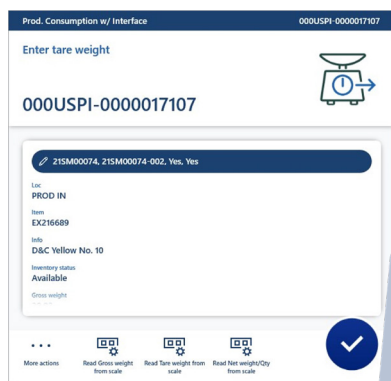 Prod. Consumption w/ Interface 000USPI-0000017107
Enter tare weight
000USPI-0000017107
21SM00074, 21SM00074-002, Yes, Yes
Loc
PROD IN
Item
EX216689
Info
D&C Yellow No. 10
Inventory status
Available
Gross weight
More actions
Read Gross weight from scale
Read Tare weight from scale
Read Net weight/Qty from scale